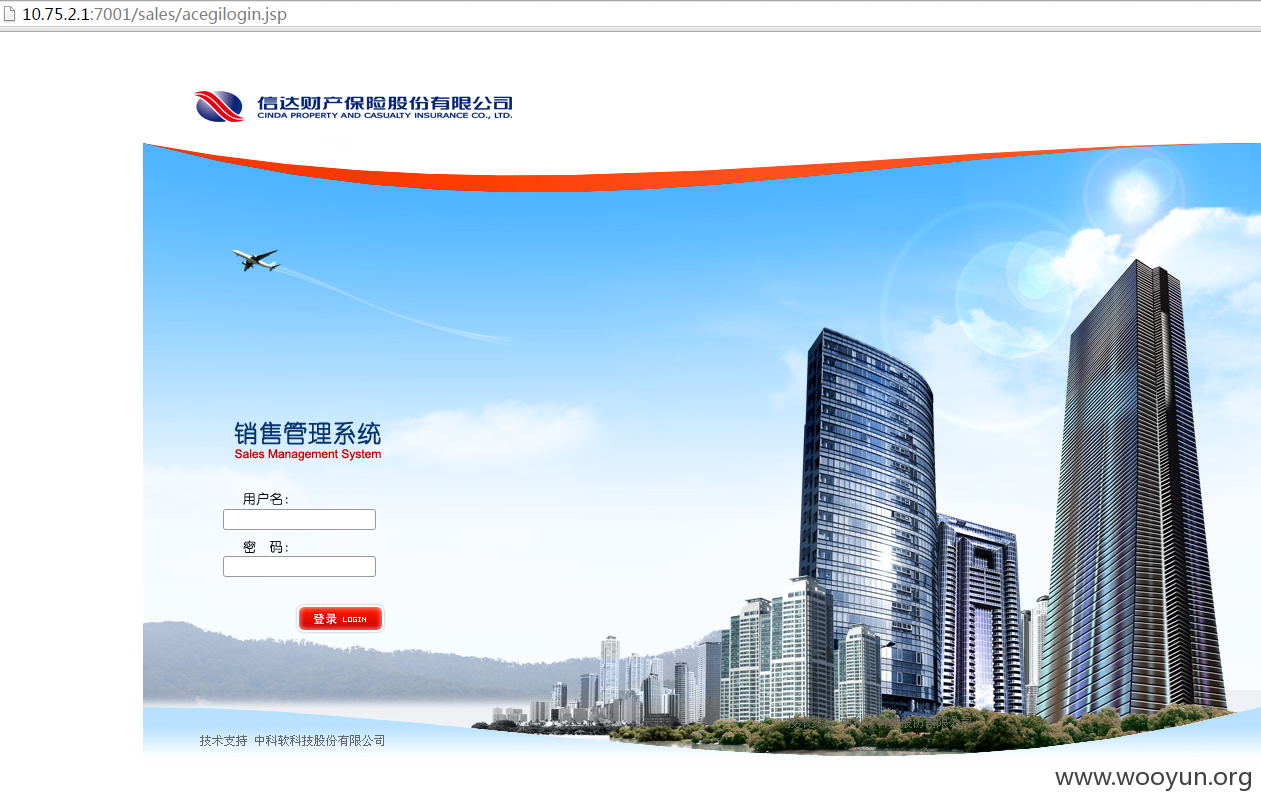 10.75.2.1:7001/sales/acegilogin.jsp
信达财产保险股份有限公司
CINDA PROPERTY AND CASUALTY INSURANCE CO., LTD.
销售管理系统
Sales Management System
用户名：
密 码：
登录 LOGIN
技术支持 中科软科技股份有限公司
www.wooyun.org